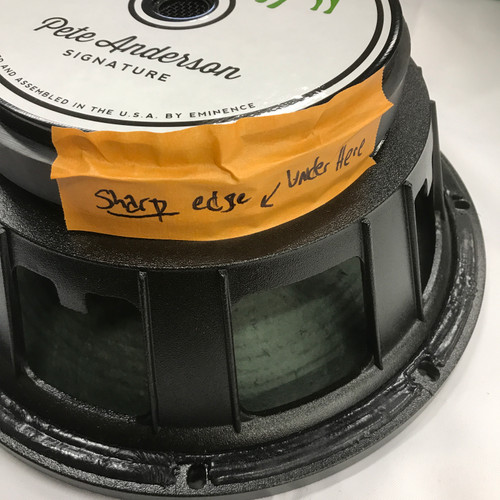 Pete Anderson
SIGNATURE
AND ASSEMBLED IN THE U.S.A. BY EMINENCE
Sharp edge ↙ Under Here